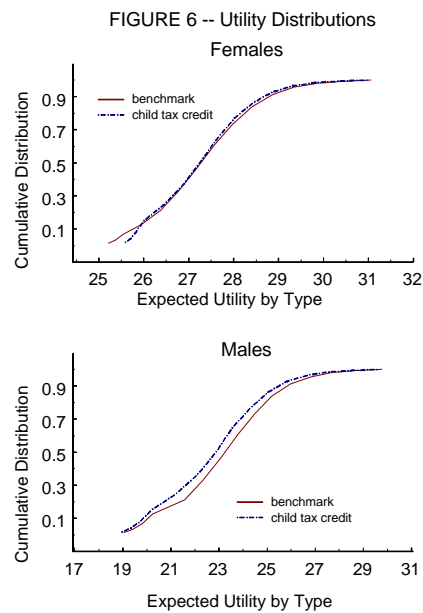 FIGURE 6 -- Utility Distributions
Females
Cumulative Distribution
0.9
0.7
0.5
0.3
0.1
benchmark
child tax credit
25 26 27 28 29 30 31 32
Expected Utility by Type
Males
Cumulative Distribution
0.9
0.7
0.5
0.3
0.1
benchmark
child tax credit
17 19 21 23 25 27 29 31
Expected Utility by Type